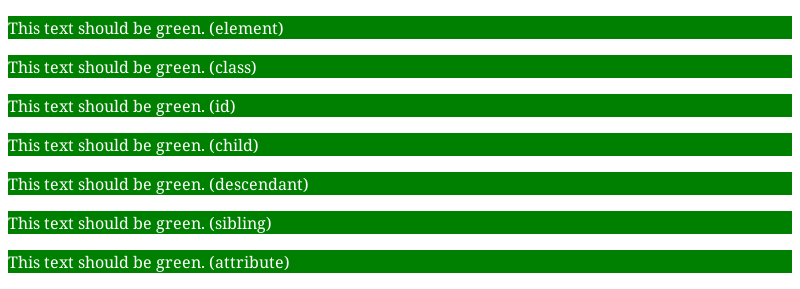 This text should be green. (element)
This text should be green. (class)
This text should be green. (id)
This text should be green. (child)
This text should be green. (descendant)
This text should be green. (sibling)
This text should be green. (attribute)